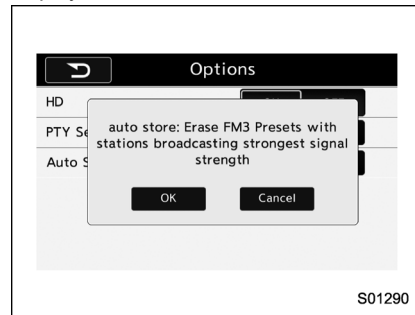 Options
HD
PTY Se
Auto S
auto store: Erase FM3 Presets with
stations broadcasting strongest signal
strength
OK
Cancel
S01290